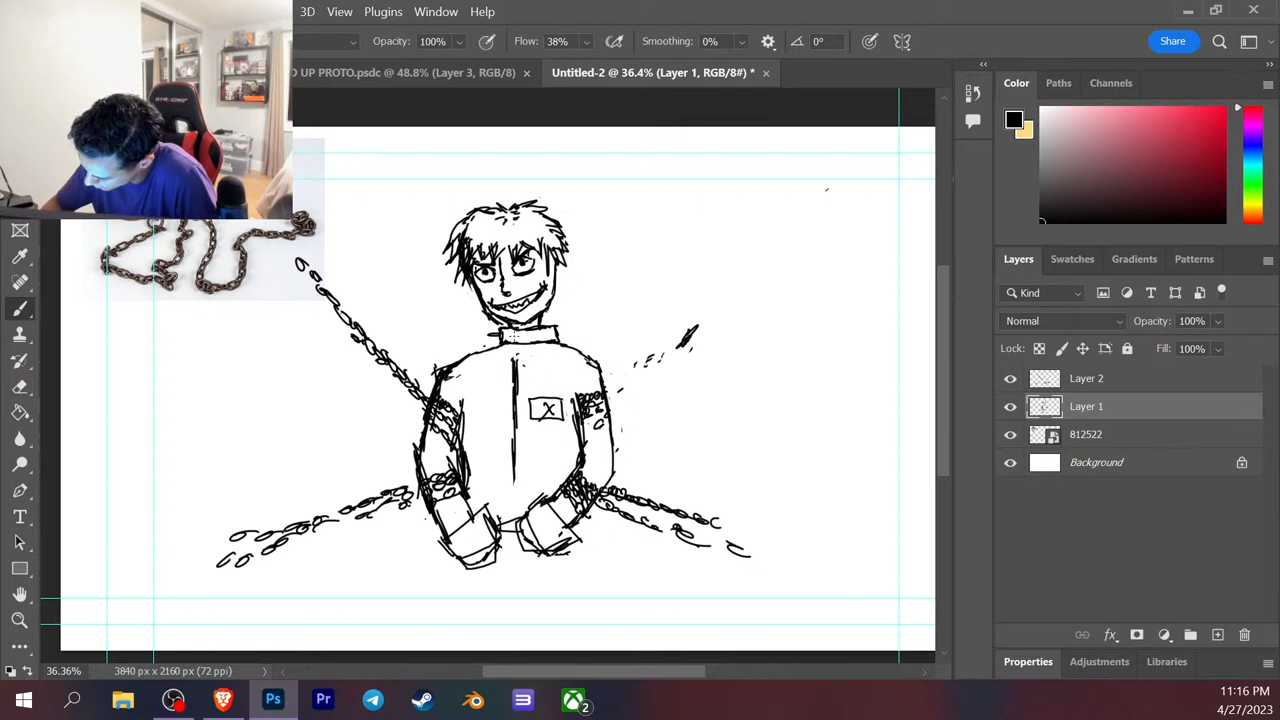 3D View Plugins Window Help
Opacity: 100% Flow: 38% Smoothing: 0% 0° Share
D UP PROTO.psdc @ 48.8% (Layer 3, RGB/8) × Untitled-2 @ 36.4% (Layer 1, RGB/8#) * ×
Color Paths Channels
X
Layers Swatches Gradients Patterns
Kind
Normal Opacity: 100%
Lock: Fill: 100%
Layer 2
Layer 1
812522
Background
Properties Adjustments Libraries
36.36% 3840 px x 2160 px (72 ppi)
Ps Pr 2
11:16 PM
4/27/2023